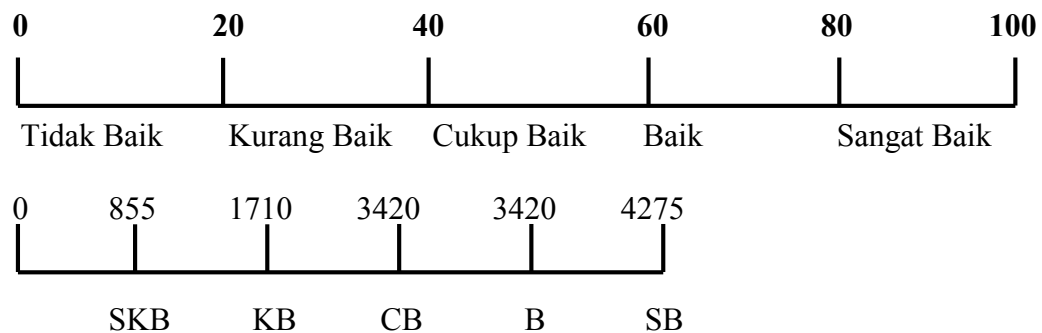 0 20 40 60 80 100
Tidak Baik Kurang Baik Cukup Baik Baik Sangat Baik
0 855 1710 3420 3420 4275
SKB KB CB B SB